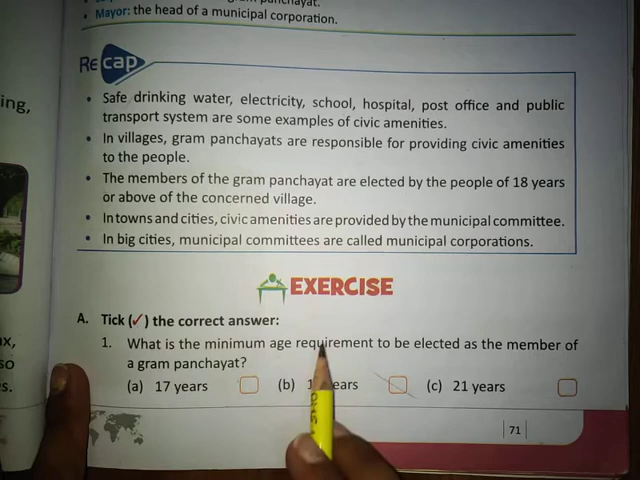 gram panchayat.
• Mayor: the head of a municipal corporation.
Recap
• Safe drinking water, electricity, school, hospital, post office and public
transport system are some examples of civic amenities.
• In villages, gram panchayats are responsible for providing civic amenities
to the people.
• The members of the gram panchayat are elected by the people of 18 years
or above of the concerned village.
• In towns and cities, civic amenities are provided by the municipal committee.
• In big cities, municipal committees are called municipal corporations.
EXERCISE
A. Tick (✓) the correct answer:
1. What is the minimum age requirement to be elected as the member of
a gram panchayat?
(a) 17 years (b) years (c) 21 years
71
ing,
so
s.